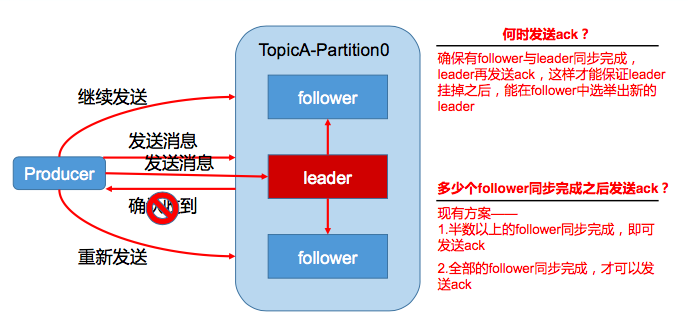 TopicA-Partition0
follower
继续发送
发送消息
发送消息
Producer
leader
确认收到
重新发送
follower
何时发送ack？
确保有follower与leader同步完成，
leader再发送ack，这样才能保证leader
挂掉之后，能在follower中选举出新的
leader
多少个follower同步完成之后发送ack？
现有方案——
1.半数以上的follower同步完成，即可
发送ack
2.全部的follower同步完成，才可以发
送ack